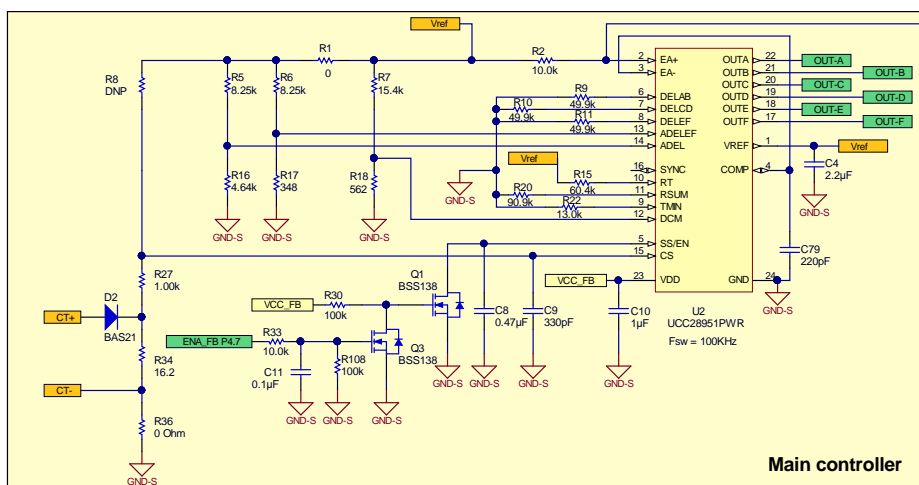 Vref
R8
DNP
R5
8.25k
R6
8.25k
R1
0
R7
15.4k
R2
10.0k
2
EA+
3
EA-
OUTA
22
OUT-A
OUTB
21
OUT-B
OUTC
20
OUT-C
OUTD
19
OUT-D
OUTE
18
OUT-E
OUTF
17
OUT-F
R9
49.9k
6
DELAB
R10
49.9k
7
DELCD
R11
49.9k
8
DELEF
13
ADELEF
14
ADEL
VREF
1
Vref
C4
2.2µF
GND-S
R16
4.64k
GND-S
R17
348
GND-S
R18
562
GND-S
GND-S
Vref
16
SYNC
COMP
4
R15
60.4k
10
RT
R20
90.9k
11
RSUM
R22
13.0k
9
TMIN
12
DCM
5
SS/EN
15
CS
C79
220pF
R27
1.00k
VCC_FB
R30
100k
Q1
BSS138
VCC_FB
23
VDD
GND
24
GND-S
CT+
D2
BAS21
C8
0.47µF
C9
330pF
C10
1µF
U2
UCC28951PWR
Fsw = 100KHz
ENA_FB P4.7
R33
10.0k
Q3
BSS138
R34
16.2
C11
0.1µF
R108
100k
CT-
GND-S
GND-S
GND-S
GND-S
GND-S
GND-S
GND-S
R36
0 Ohm
GND-S
Main controller